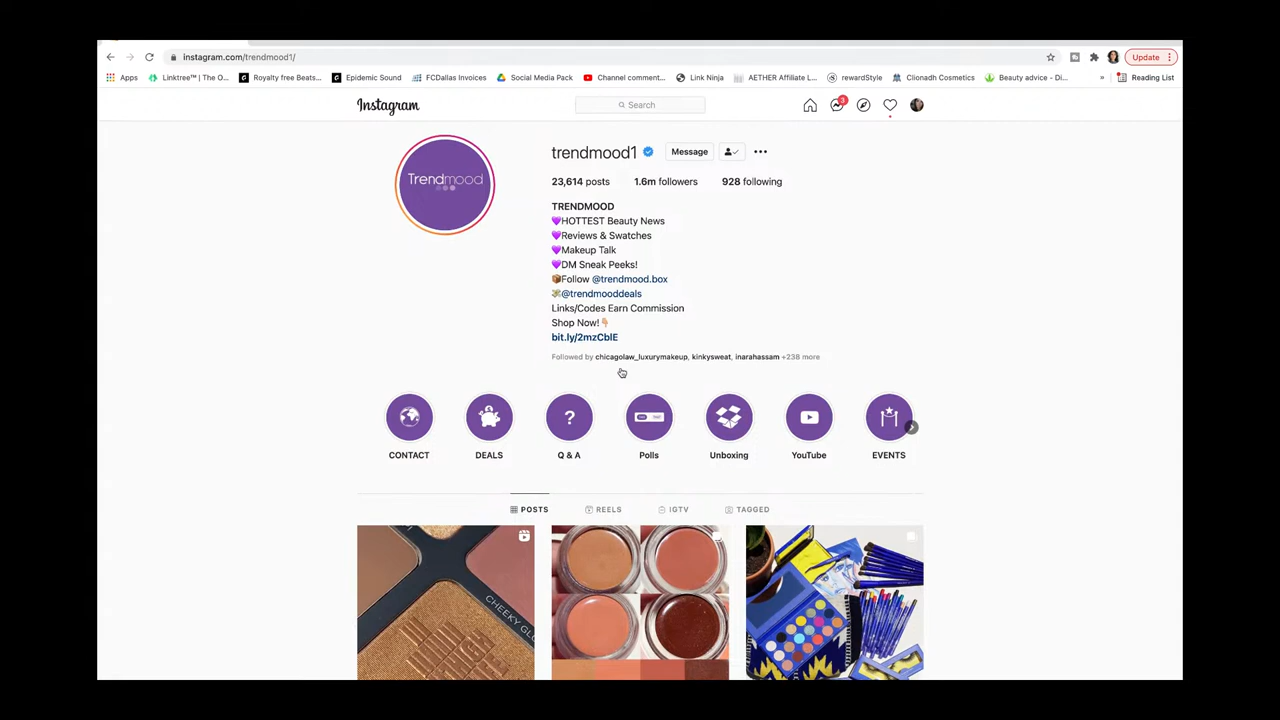 instagram.com/trendmood1/
Update
Apps
Linktree™ | The O...
Royalty free Beats...
Epidemic Sound
FCDallas Invoices
Social Media Pack
Channel comment...
Link Ninja
AETHER Affiliate L...
rewardStyle
Clionadh Cosmetics
Beauty advice - Di...
»
Reading List
Instagram
Search
3
Trendmood
trendmood1
Message
23,614 posts
1.6m followers
928 following
TRENDMOOD
💜HOTTEST Beauty News
💜Reviews & Swatches
💜Makeup Talk
💜DM Sneak Peeks!
📦Follow @trendmood.box
💸@trendmooddeals
Links/Codes Earn Commission
Shop Now!👇🏼
bit.ly/2mzCblE
Followed by chicagolaw_luxurymakeup, kinkysweat, inarahassam +238 more
?
CONTACT
DEALS
Q & A
Polls
Unboxing
YouTube
EVENTS
POSTS
REELS
IGTV
TAGGED
CHEEKY GLO